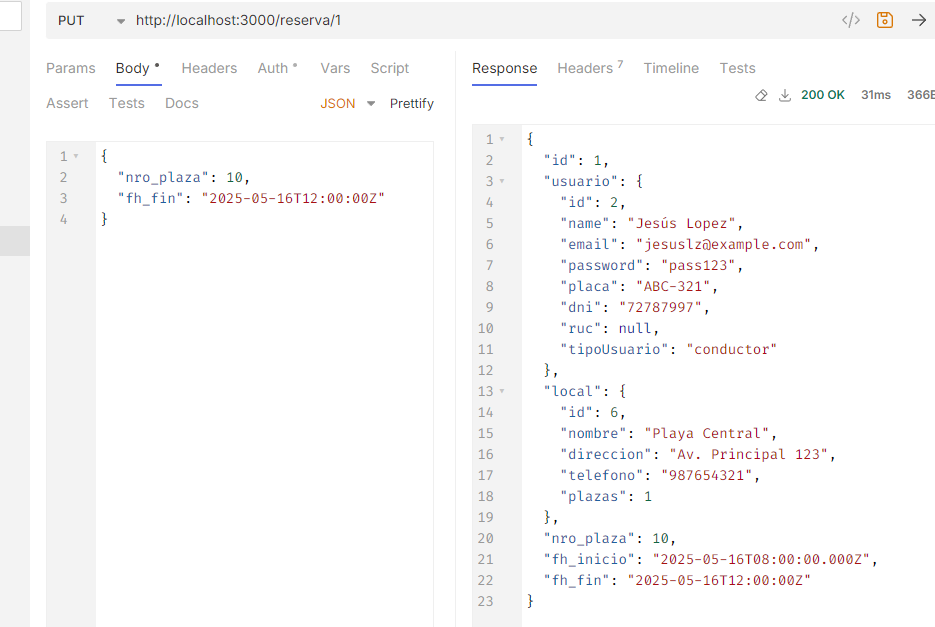 PUT http://localhost:3000/reserva/1 </>
Params Body Headers Auth Vars Script
Assert Tests Docs JSON Prettify
1 {
2 "nro_plaza": 10,
3 "fh_fin": "2025-05-16T12:00:00Z"
4 }
Response Headers 7 Timeline Tests
200 OK 31ms 366B
1 {
2 "id": 1,
3 "usuario": {
4 "id": 2,
5 "name": "Jesús Lopez",
6 "email": "jesuslz@example.com",
7 "password": "pass123",
8 "placa": "ABC-321",
9 "dni": "72787997",
10 "ruc": null,
11 "tipoUsuario": "conductor"
12 },
13 "local": {
14 "id": 6,
15 "nombre": "Playa Central",
16 "direccion": "Av. Principal 123",
17 "telefono": "987654321",
18 "plazas": 1
19 },
20 "nro_plaza": 10,
21 "fh_inicio": "2025-05-16T08:00:00.000Z",
22 "fh_fin": "2025-05-16T12:00:00Z"
23 }